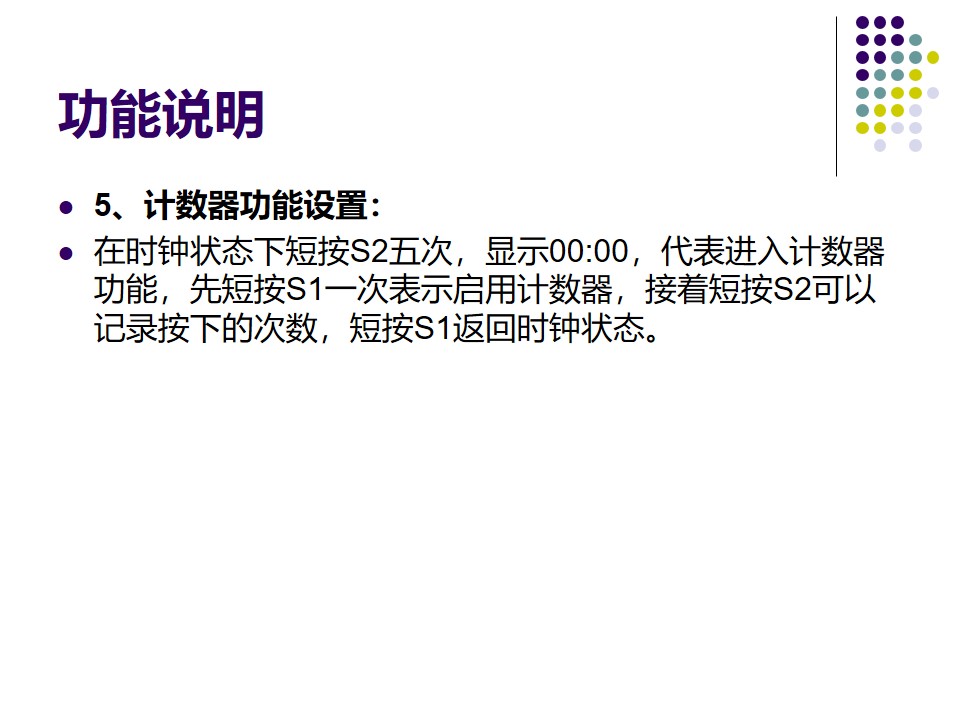 功能说明
5、计数器功能设置：
在时钟状态下短按S2五次，显示00:00，代表进入计数器
功能，先短按S1一次表示启用计数器，接着短按S2可以
记录按下的次数，短按S1返回时钟状态。